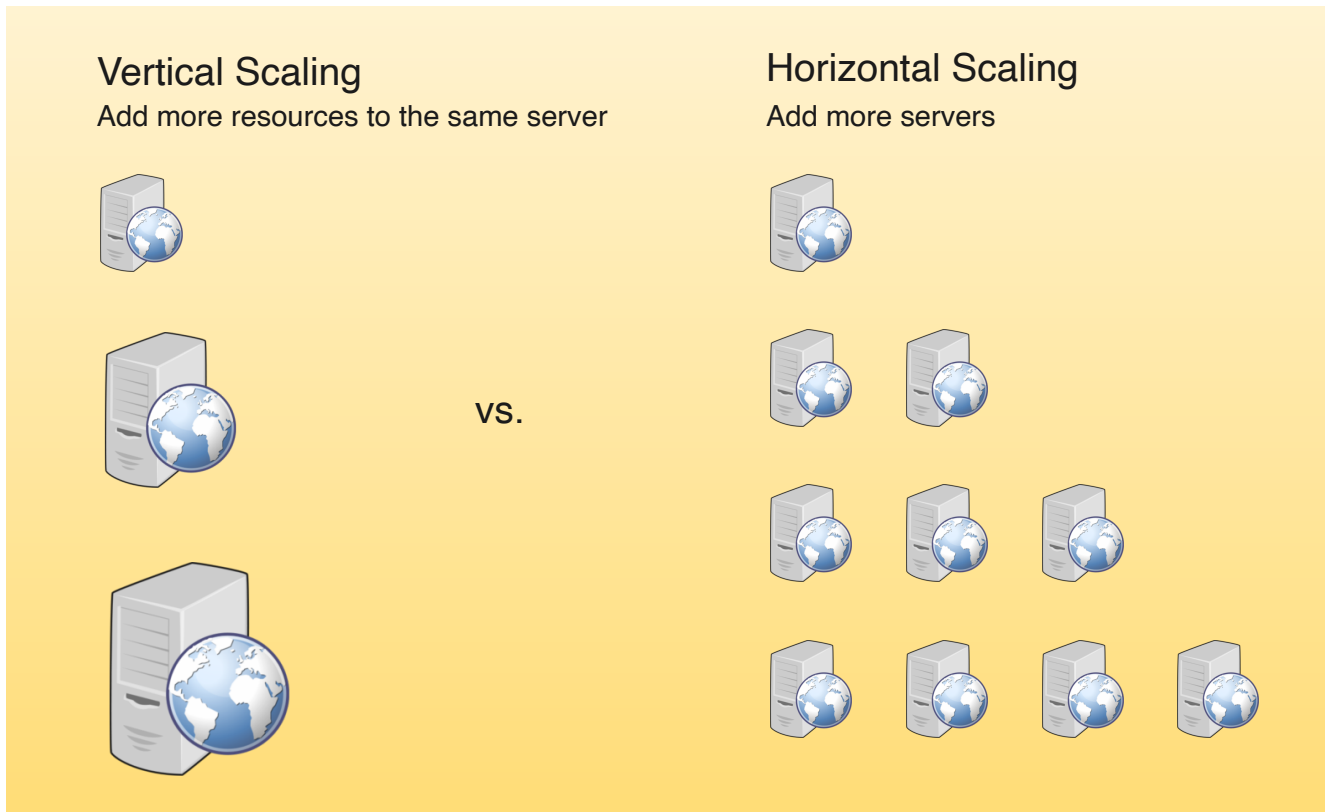 Vertical Scaling
Add more resources to the same server
vs.
Horizontal Scaling
Add more servers